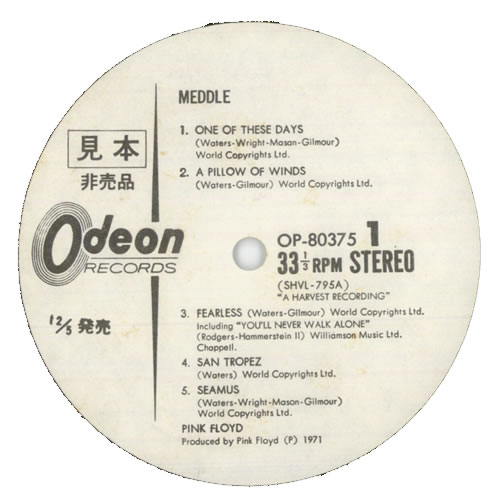 MEDDLE
1. ONE OF THESE DAYS
(Waters-Wright-Mason-Gilmour)
World Copyrights Ltd.
2. A PILLOW OF WINDS
(Waters-Gilmour) World Copyrights Ltd.
見本
非売品
Odeon
RECORDS
12/5 発売
OP-80375 1
33 1/3 RPM STEREO
(SHVL-795A)
"A HARVEST RECORDING"
3. FEARLESS (Waters-Gilmour) World Copyrights Ltd.
Including "YOU'LL NEVER WALK ALONE"
(Rodgers-Hammerstein II) Williamson Music Ltd.
Chappell.
4. SAN TROPEZ
(Waters) World Copyrights Ltd.
5. SEAMUS
(Waters-Wright-Mason-Gilmour)
World Copyrights Ltd.
PINK FLOYD
Produced by Pink Floyd (P) 1971